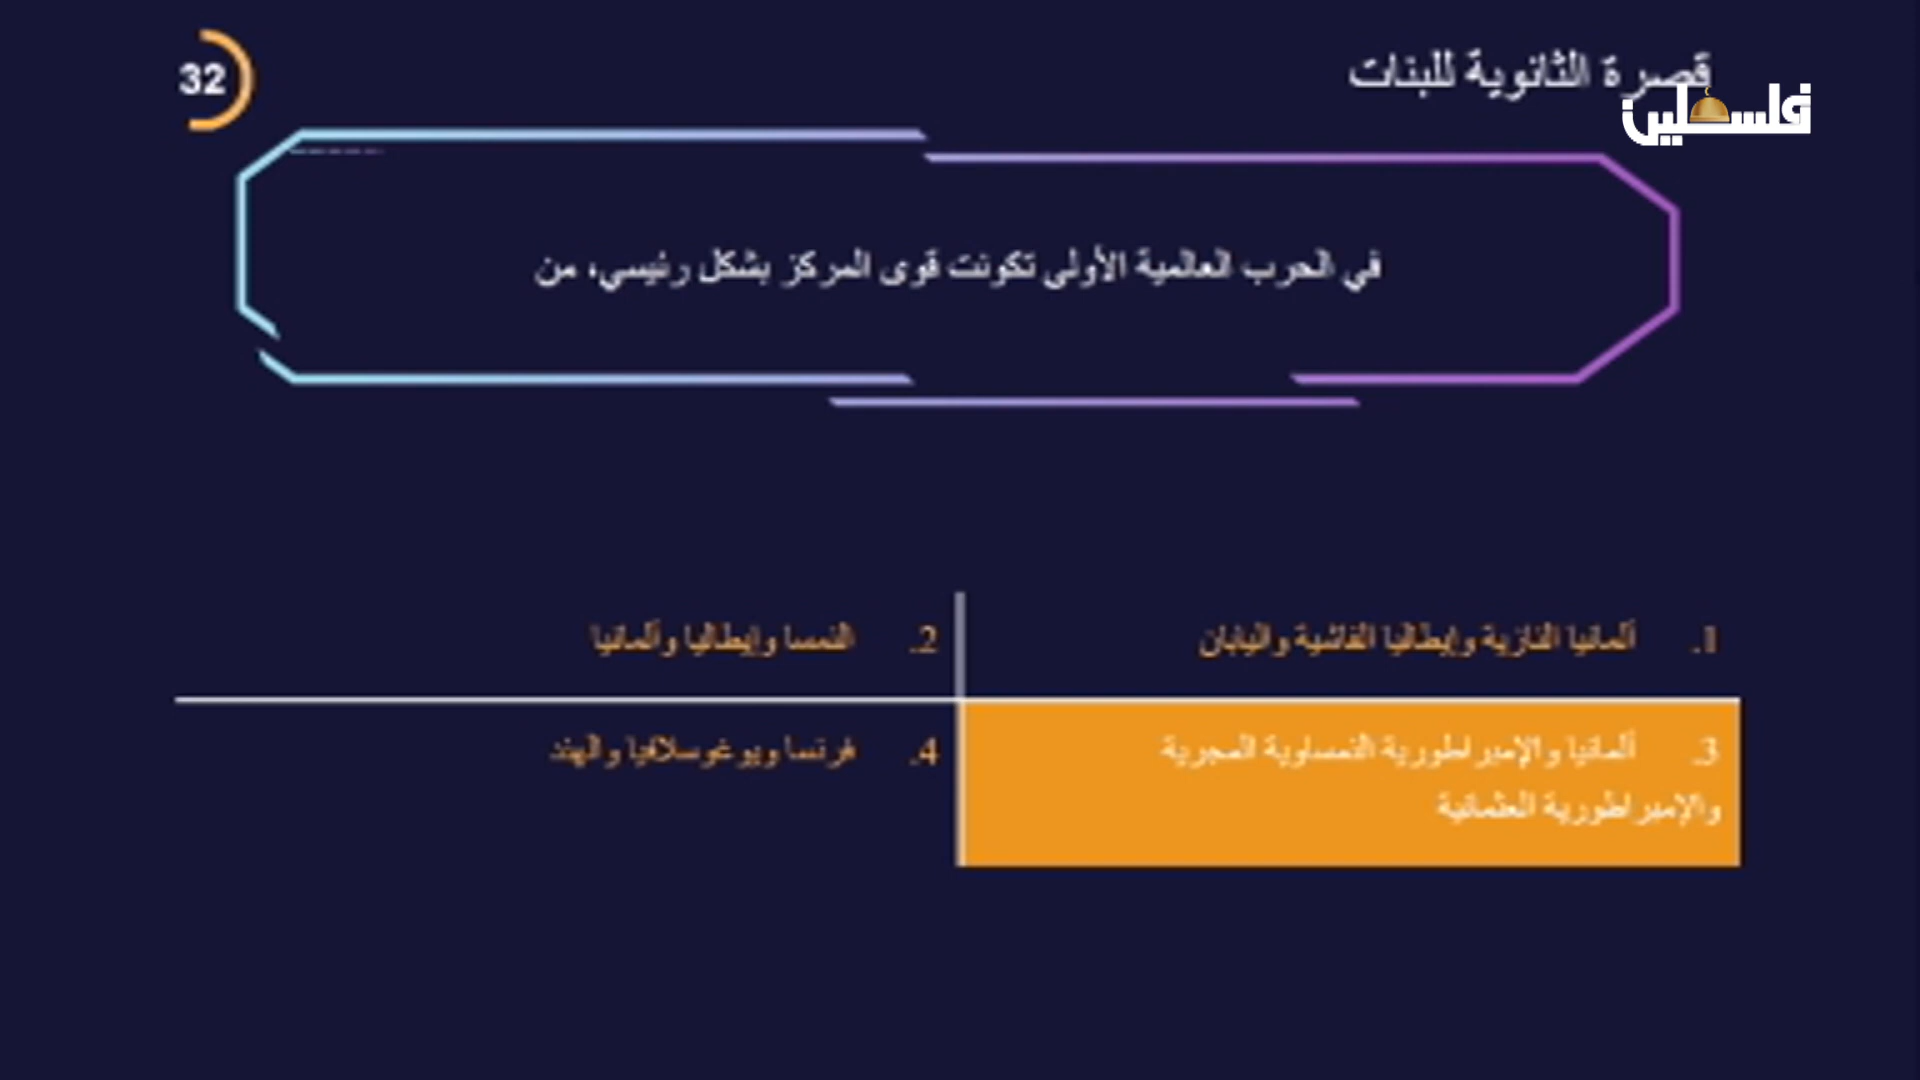 قصرة الثانوية للبنات
فلسطين
32
في الحرب العالمية الأولى تكونت قوى المركز بشكل رئيسي، من
1. ألمانيا النازية وإيطاليا الفاشية واليابان
2. النمسا وإيطاليا وألمانيا
3. ألمانيا والإمبراطورية النمساوية المجرية
والإمبراطورية العثمانية
4. فرنسا ويوغوسلافيا والهند